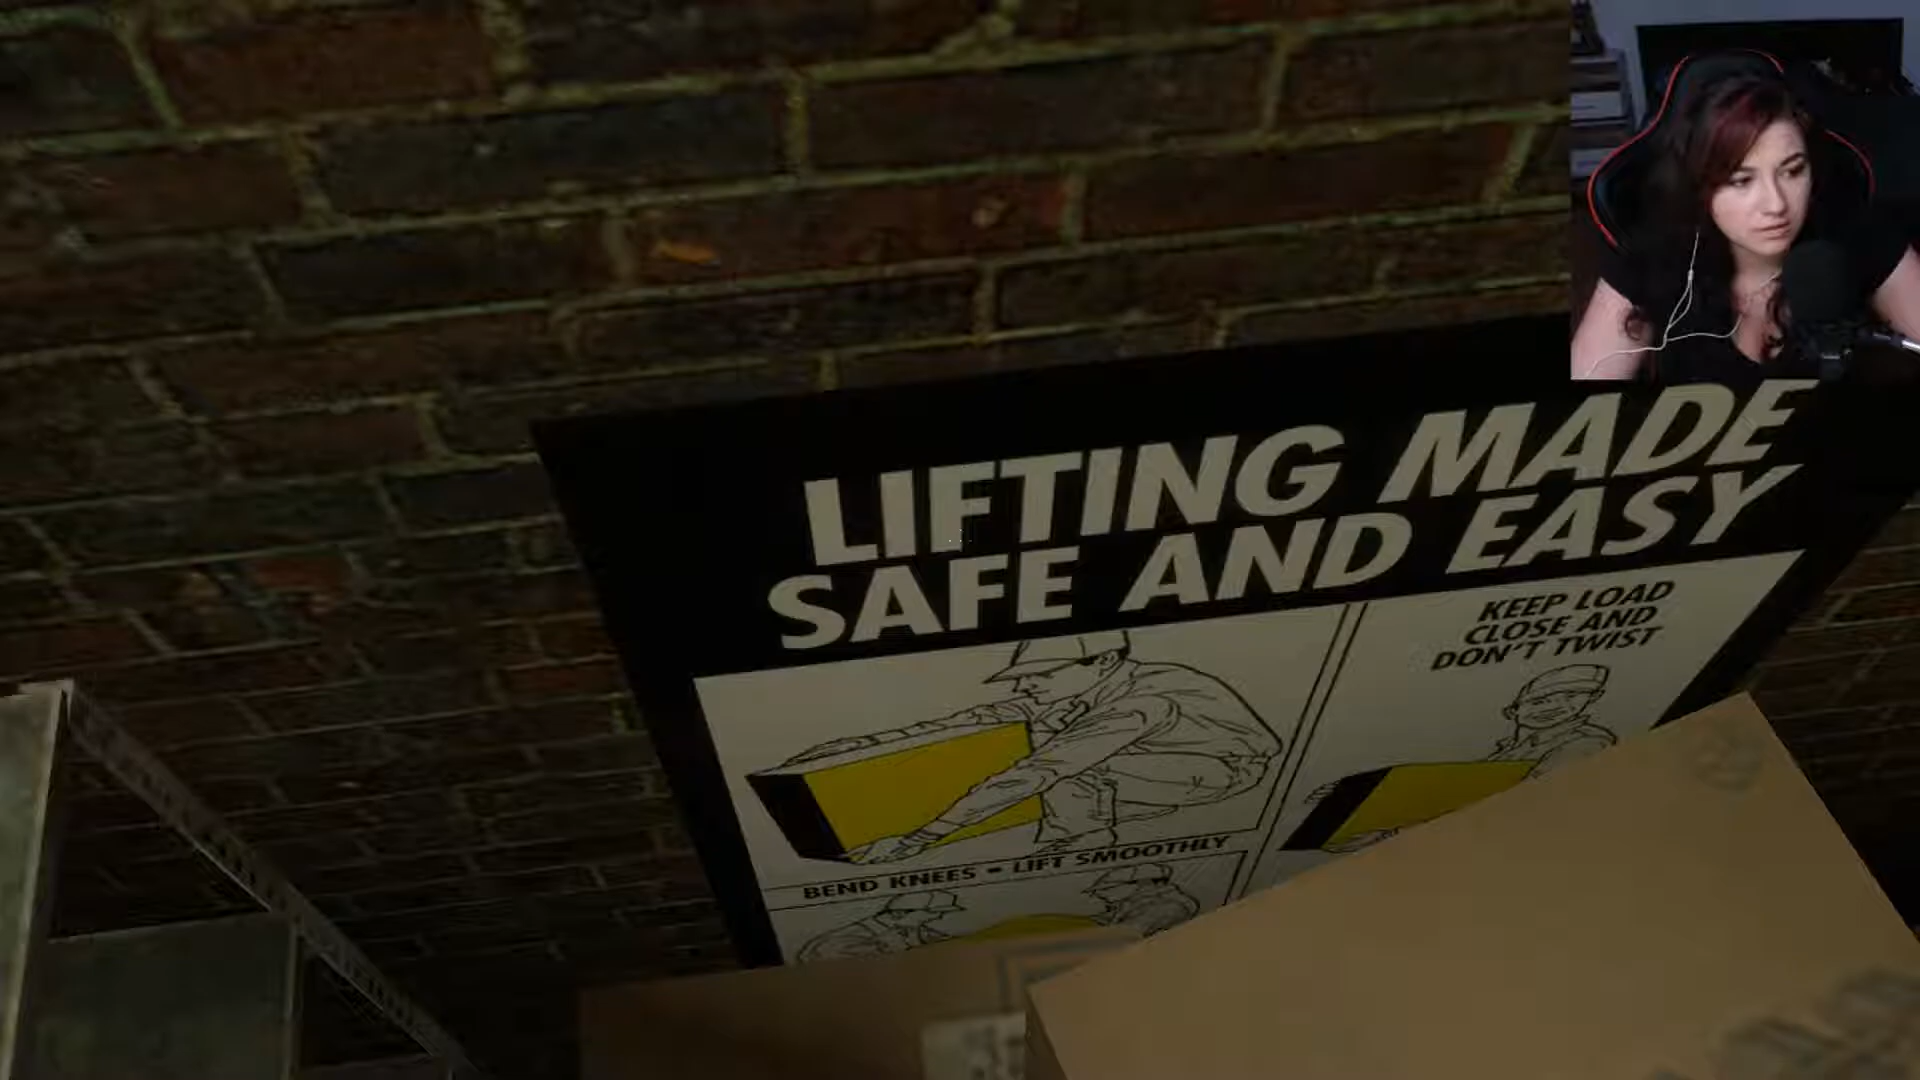 LIFTING MADE
SAFE AND EASY
KEEP LOAD
CLOSE AND
DON'T TWIST
BEND KNEES - LIFT SMOOTHLY